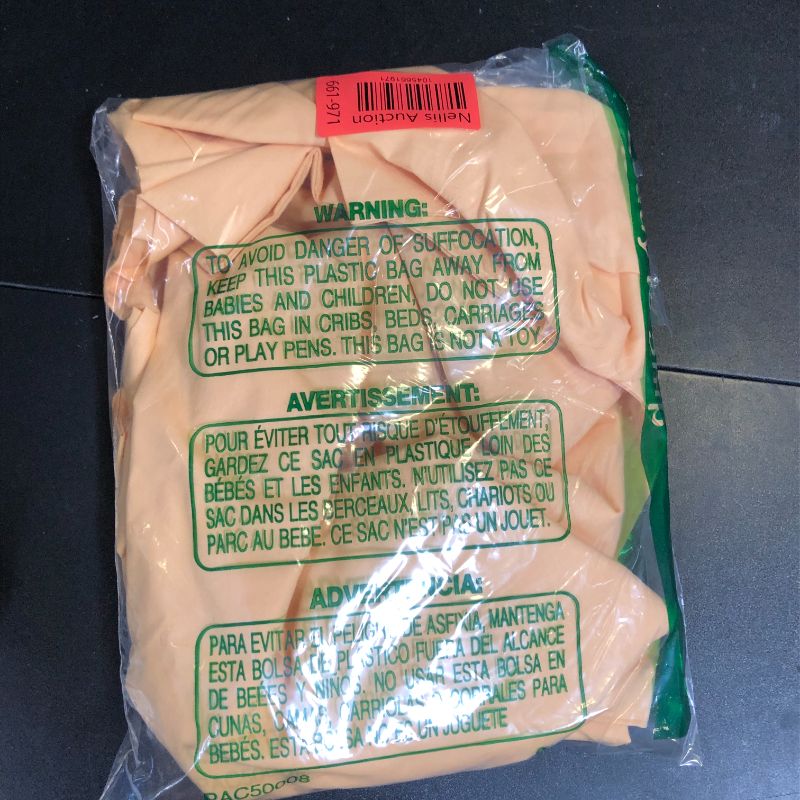 1045661971
Nellis Auction
661-971
WARNING:
TO AVOID DANGER OF SUFFOCATION,
KEEP THIS PLASTIC BAG AWAY FROM
BABIES AND CHILDREN, DO NOT USE
THIS BAG IN CRIBS, BEDS, CARRIAGES
OR PLAY PENS. THIS BAG IS NOT A TOY.
AVERTISSEMENT:
POUR ÉVITER TOUT RISQUE D'ÉTOUFFEMENT,
GARDEZ CE SAC EN PLASTIQUE LOIN DES
BÉBÉS ET LES ENFANTS. N'UTILISEZ PAS CE
SAC DANS LES BERCEAUX, LITS, CHARIOTS OU
PARC AU BEBE. CE SAC N'EST PAS UN JOUET.
ADVERTENCIA:
PARA EVITAR EL PELIGRO DE ASFIXIA, MANTENGA
ESTA BOLSA DE PLASTICO FUERA DEL ALCANCE
DE BEBES Y NINOS. NO USAR ESTA BOLSA EN
CUNAS, CAMAS, CARRIOLAS O CORRALES PARA
BEBÉS. ESTA BOLSA NO ES UN JUGUETE